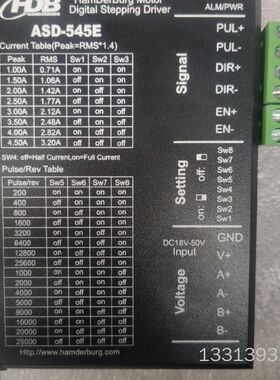 HDB
HamDerBurg Motor
HAMDERBURG
Digital Stepping Driver
ASD-545E
Current Table(Peak=RMS*1.4)
Peak RMS Sw1 Sw2 Sw3
1.00A 0.71A on on on
1.50A 1.06A off on on
2.00A 1.42A on off on
2.50A 1.77A off off on
3.00A 2.12A on on off
3.50A 2.48A off on off
4.00A 2.82A on off off
4.50A 3.20A off off off
SW4: off=Half Current,on=Full Current
Pulse/Rev Table
Pulse/rev Sw5 Sw6 Sw7 Sw8
200 on on on on
400 off on on on
800 on off on on
1600 off off on on
3200 on on off on
6400 off on off on
12800 on off off on
25600 off off off on
1000 on on on off
2000 off on on off
4000 on off on off
5000 off off on off
8000 on on off off
10000 off on off off
20000 on off off off
25000 off off off off
http://www.hamderburg.com
ALM/PWR
Signal
PUL+
PUL-
DIR+
DIR-
EN+
EN-
Setting
off:
on:
Sw8
Sw7
Sw6
Sw5
Sw4
Sw3
Sw2
Sw1
Voltage
DC18V-50V
Input
GND
V+
A+
A-
B+
B-
1331393